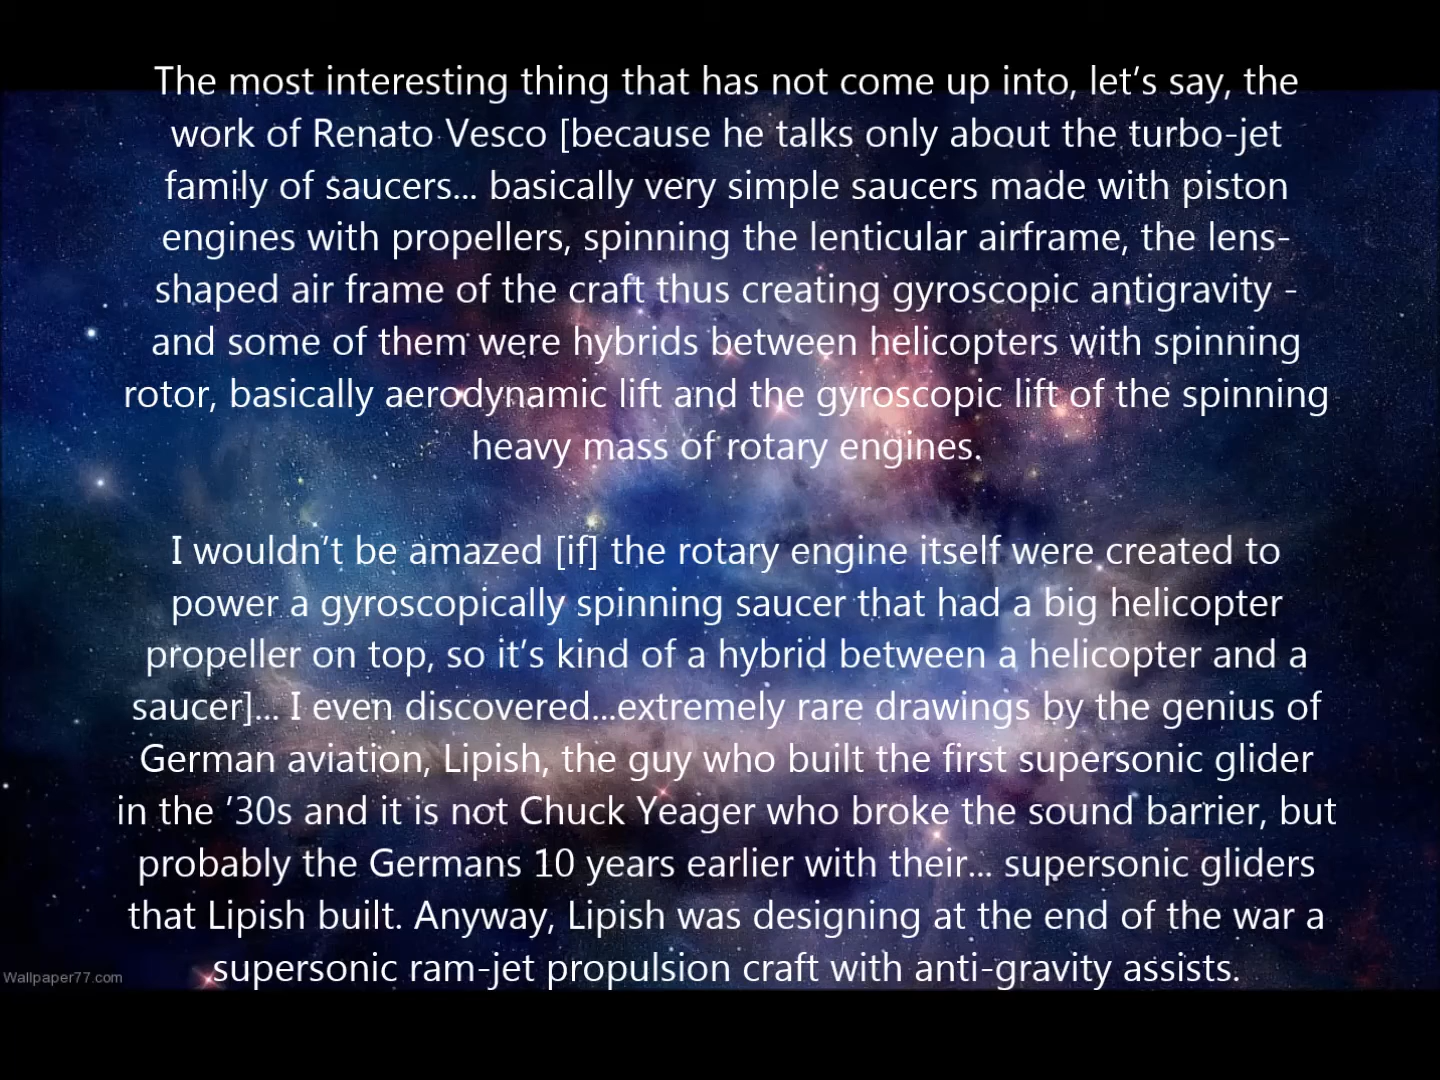 The most interesting thing that has not come up into, let’s say, the
work of Renato Vesco [because he talks only about the turbo-jet
family of saucers... basically very simple saucers made with piston
engines with propellers, spinning the lenticular airframe, the lens-
shaped air frame of the craft thus creating gyroscopic antigravity -
and some of them were hybrids between helicopters with spinning
rotor, basically aerodynamic lift and the gyroscopic lift of the spinning
heavy mass of rotary engines.
I wouldn’t be amazed [if] the rotary engine itself were created to
power a gyroscopically spinning saucer that had a big helicopter
propeller on top, so it’s kind of a hybrid between a helicopter and a
saucer]... I even discovered...extremely rare drawings by the genius of
German aviation, Lipish, the guy who built the first supersonic glider
in the ’30s and it is not Chuck Yeager who broke the sound barrier, but
probably the Germans 10 years earlier with their... supersonic gliders
that Lipish built. Anyway, Lipish was designing at the end of the war a
supersonic ram-jet propulsion craft with anti-gravity assists.
Wallpaper77.com